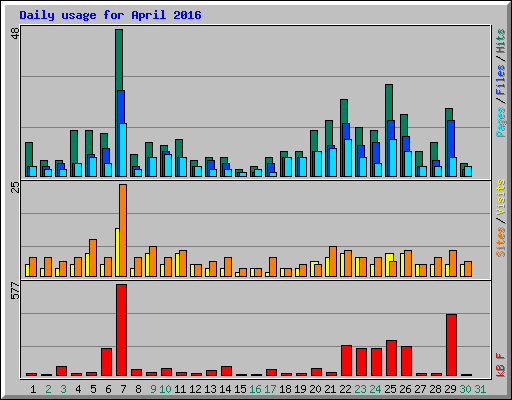 Daily usage for April 2016
48
Pages / Files / Hits
25
Sites / Visits
577
kB F
1 2 3 4 5 6 7 8 9 10 11 12 13 14 15 16 17 18 19 20 21 22 23 24 25 26 27 28 29 30 31